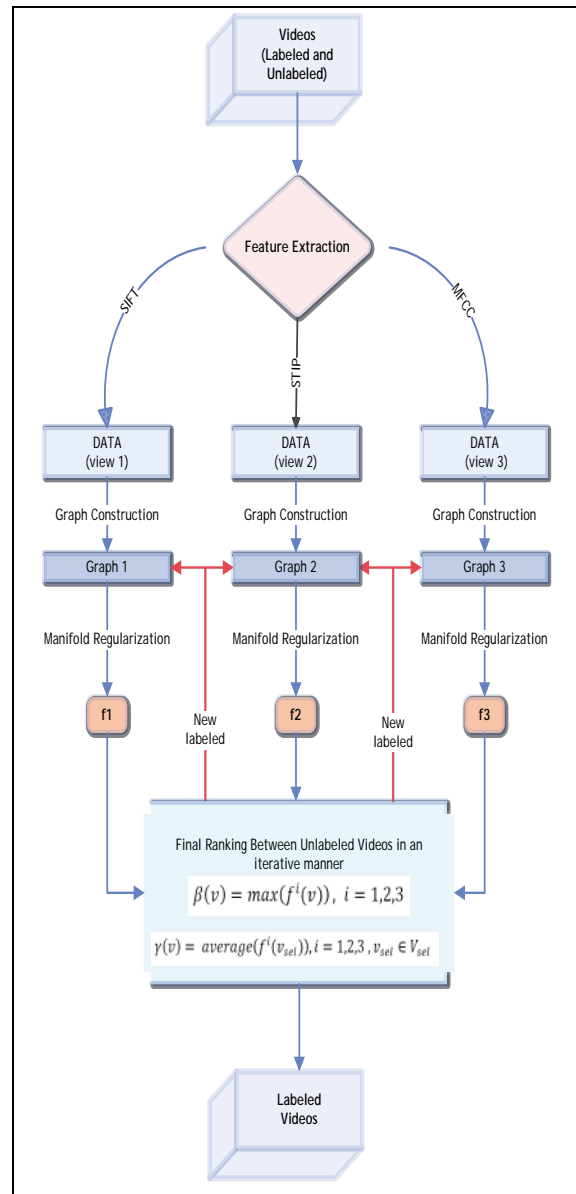 Videos
(Labeled and
Unlabeled)
Feature Extraction
SIFT
STIP
MFCC
DATA
(view 1)
DATA
(view 2)
DATA
(view 3)
Graph Construction
Graph Construction
Graph Construction
Graph 1
Graph 2
Graph 3
Manifold Regularization
Manifold Regularization
Manifold Regularization
f1
f2
f3
New
labeled
New
labeled
Final Ranking Between Unlabeled Videos in an
iterative manner
β(v) = max(fⁱ(v)), i = 1,2,3
γ(v) = average(fⁱ(v_sel)), i = 1,2,3 , v_sel ∈ V_sel
Labeled
Videos